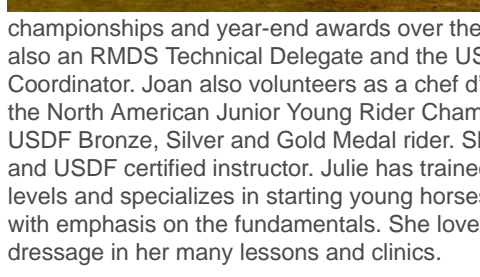 championships and year-end awards over the
also an RMDS Technical Delegate and the
Coordinator. Joan also volunteers as a chef
the North American Junior Young Rider
USDF Bronze, Silver and Gold Medal rider.
and USDF certified instructor. Julie has
levels and specializes in starting young
with emphasis on the fundamentals. She
dressage in her many lessons and clinics.